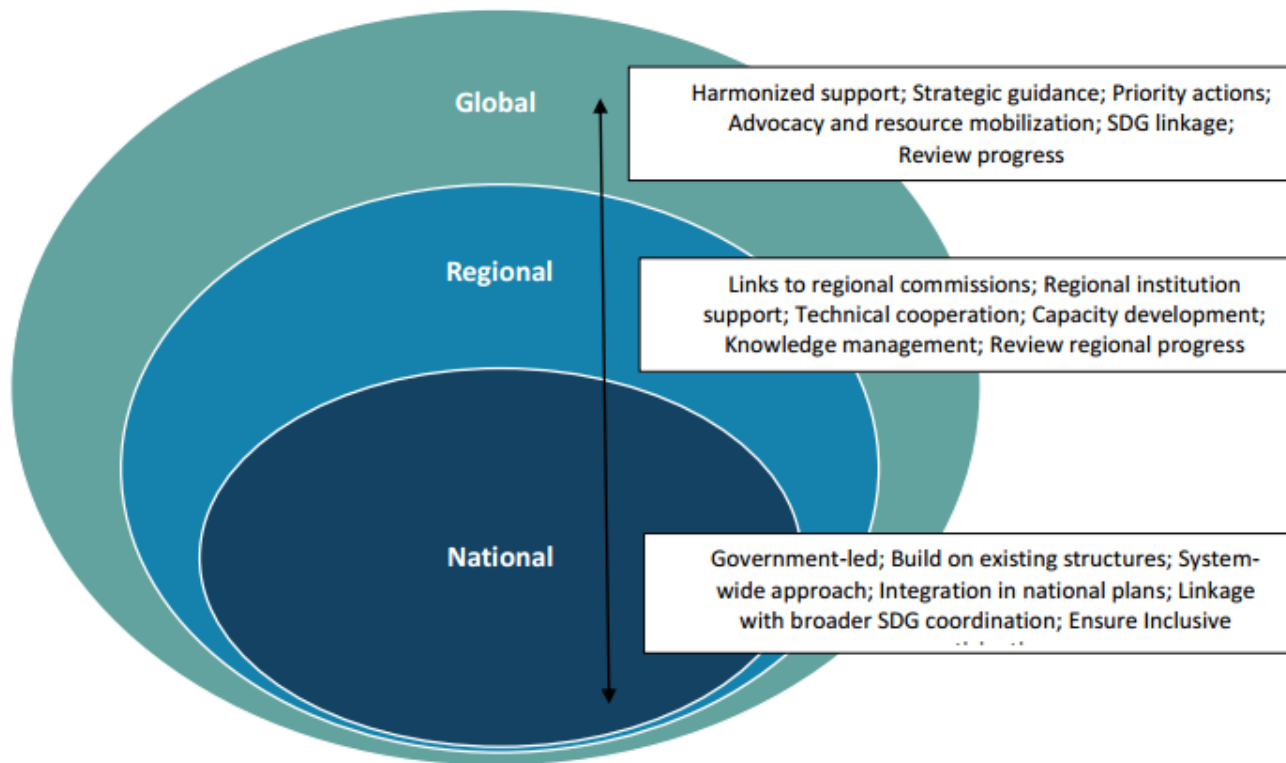 Global
Harmonized support; Strategic guidance; Priority actions;
Advocacy and resource mobilization; SDG linkage;
Review progress
Regional
Links to regional commissions; Regional institution
support; Technical cooperation; Capacity development;
Knowledge management; Review regional progress
National
Government-led; Build on existing structures; System-
wide approach; Integration in national plans; Linkage
with broader SDG coordination; Ensure Inclusive